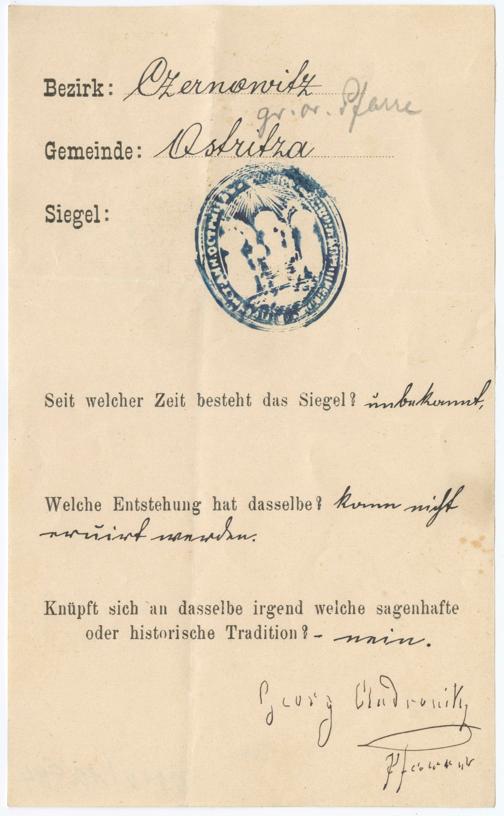 Bezirk: Czernowitz
gr. or. Pfarre
Gemeinde: Ostritza
Siegel:
Seit welcher Zeit besteht das Siegel? unbekannt,
Welche Entstehung hat dasselbe? kann nicht
eruirt werden.
Knüpft sich an dasselbe irgend welche sagenhafte
oder historische Tradition? – nein.
Georg
Pfarrer